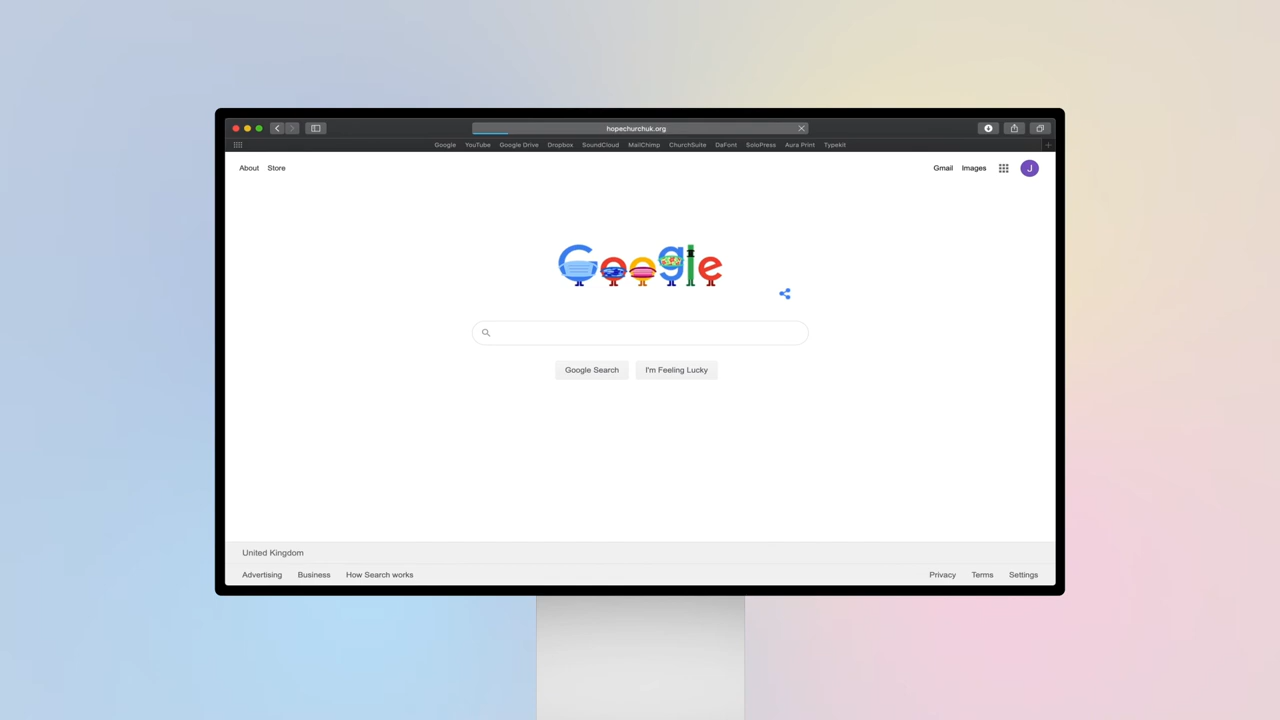 hopechurchuk.org
Google YouTube Google Drive Dropbox SoundCloud MailChimp ChurchSuite DaFont SoloPress Aura Print Typekit
About Store Gmail Images J
Google
Google Search I'm Feeling Lucky
United Kingdom
Advertising Business How Search works Privacy Terms Settings